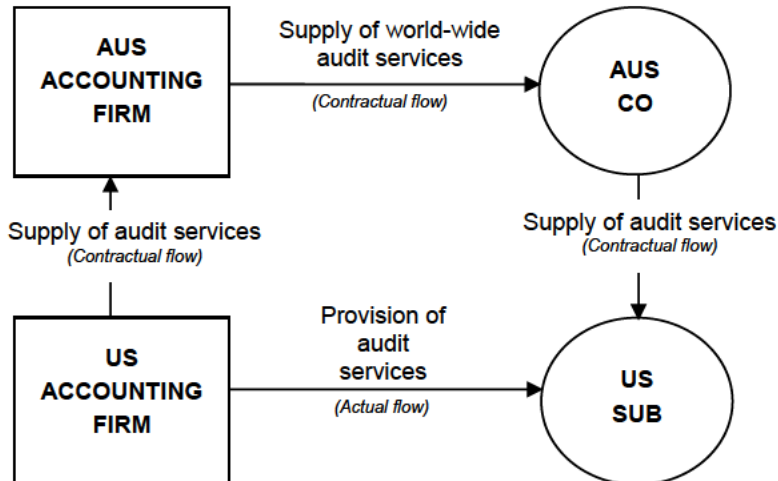 AUS
ACCOUNTING
FIRM
Supply of world-wide
audit services
(Contractual flow)
AUS
CO
Supply of audit services
(Contractual flow)
Supply of audit services
(Contractual flow)
US
ACCOUNTING
FIRM
Provision of
audit
services
(Actual flow)
US
SUB